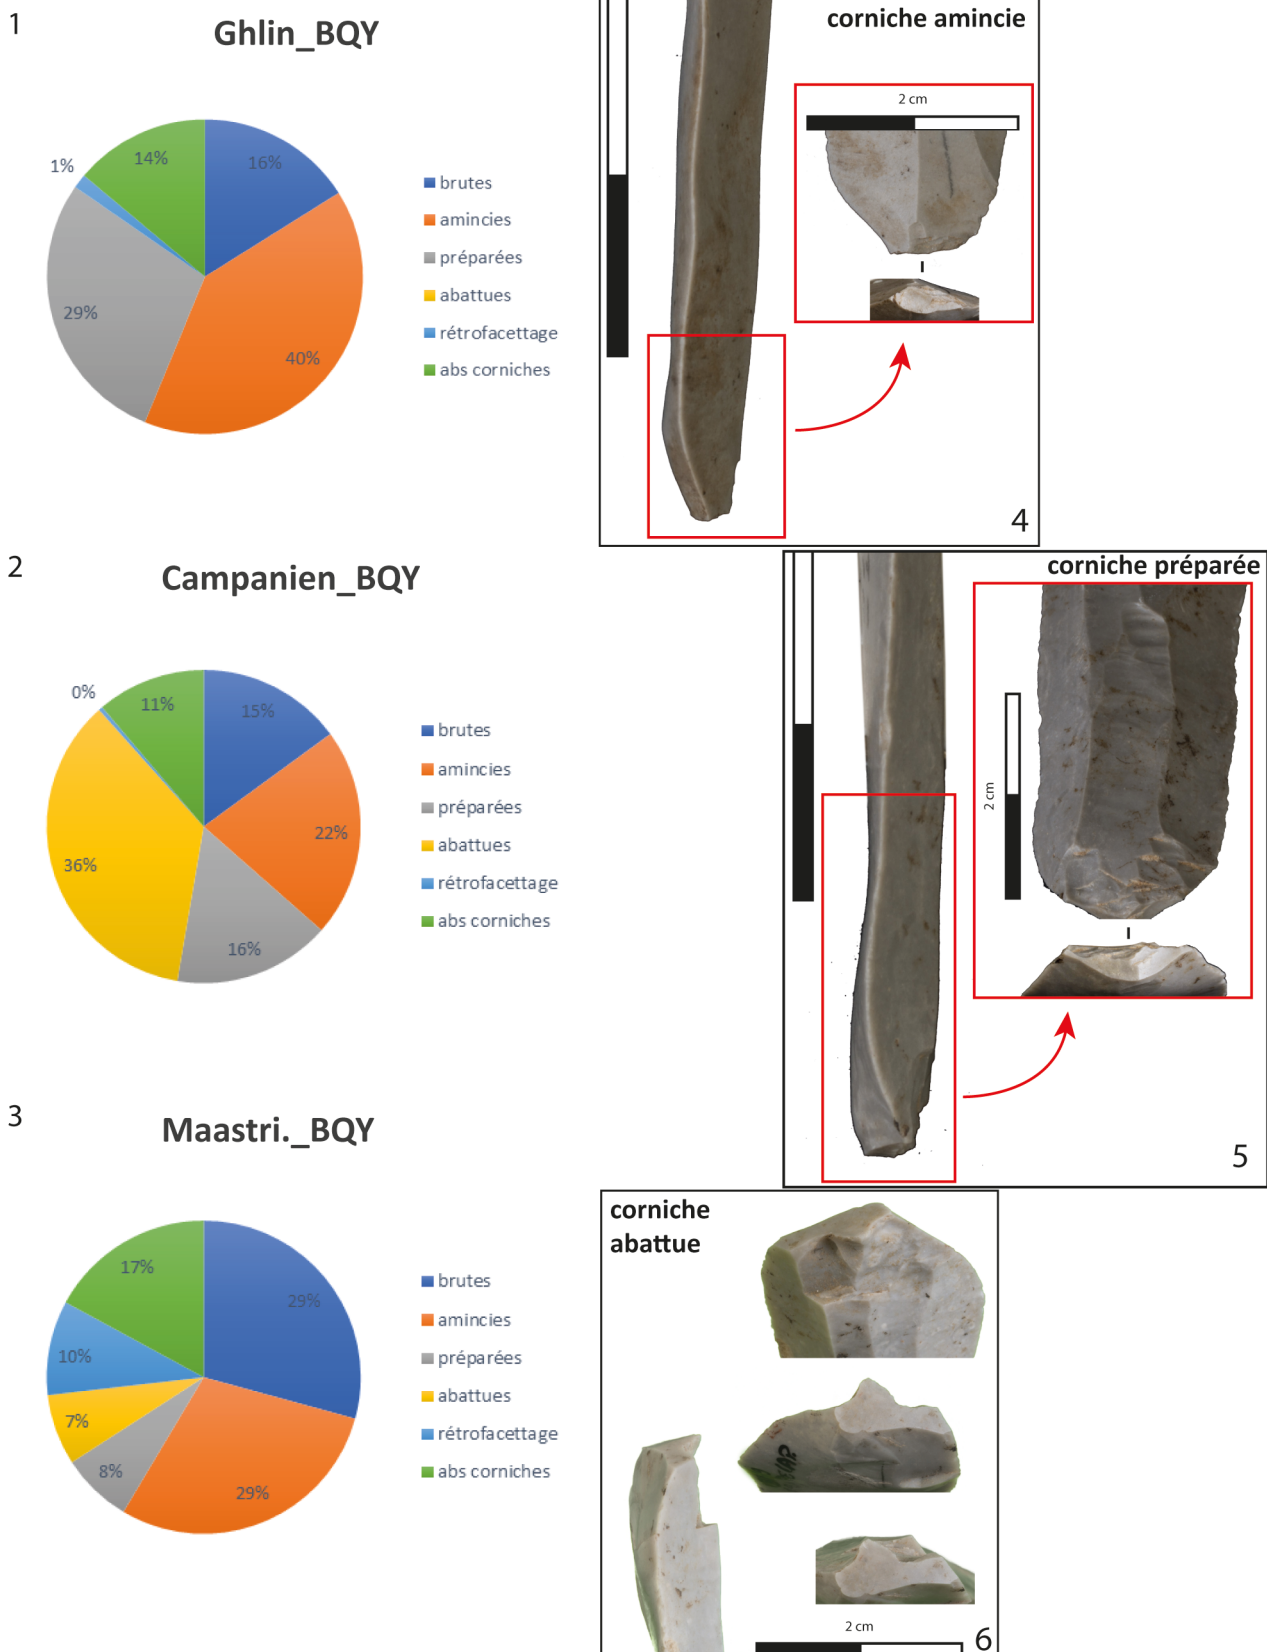 1
Ghlin_BQY
16%
40%
29%
1%
14%
brutes
amincies
préparées
abattues
rétrofacettage
abs corniches
corniche amincie
2 cm
4
2
Campanien_BQY
15%
22%
16%
36%
0%
11%
brutes
amincies
préparées
abattues
rétrofacettage
abs corniches
corniche préparée
2 cm
5
3
Maastri._BQY
29%
29%
8%
7%
10%
17%
brutes
amincies
préparées
abattues
rétrofacettage
abs corniches
corniche
abattue
2 cm
6